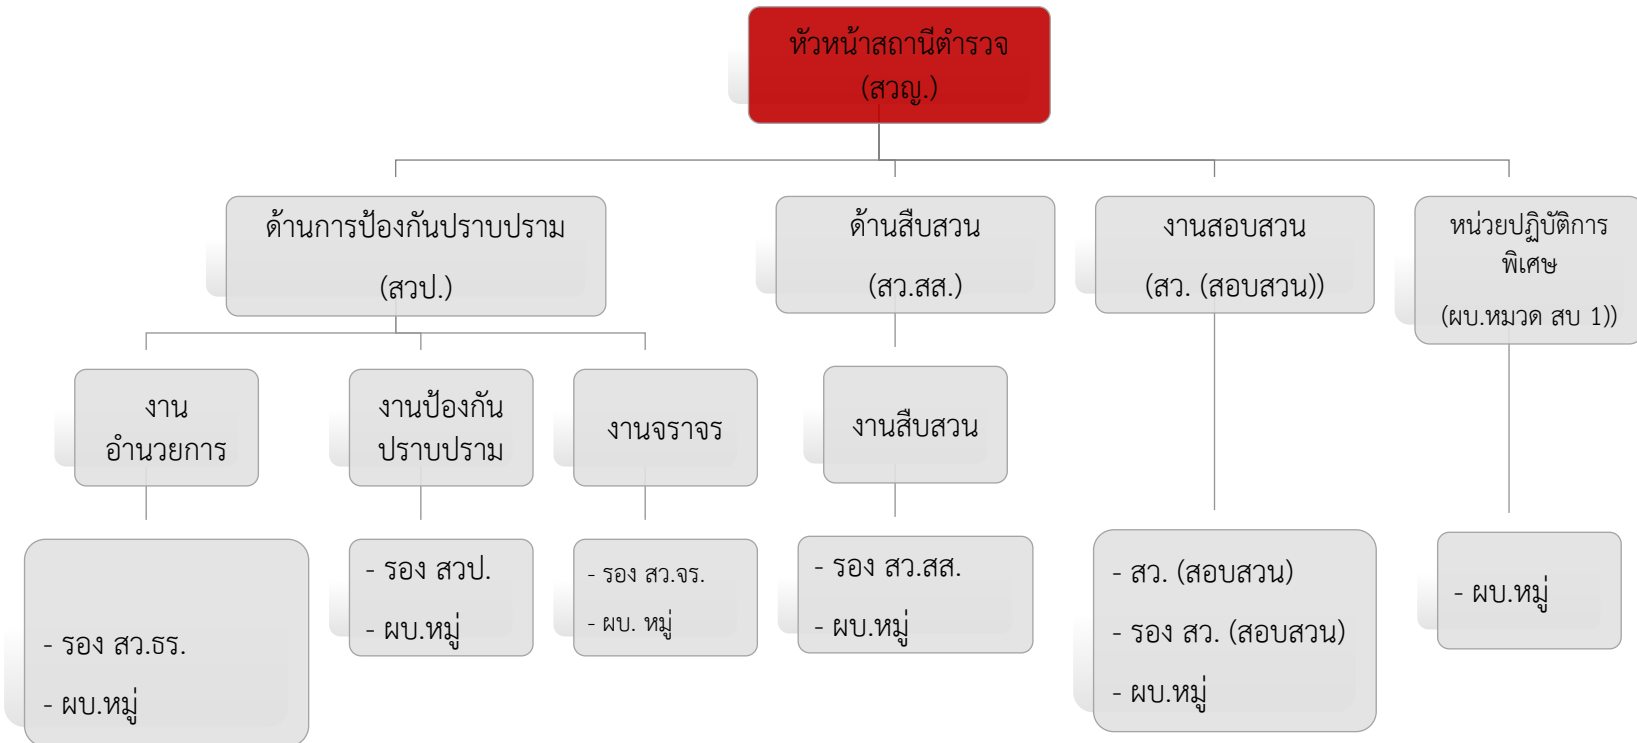 หัวหน้าสถานีตำรวจ
(สวญ.)
ด้านการป้องกันปราบปราม
(สวป.)
ด้านสืบสวน
(สว.สส.)
งานสอบสวน
(สว. (สอบสวน))
หน่วยปฏิบัติการ
พิเศษ
(ผบ.หมวด สบ 1))
งาน
อำนวยการ
งานป้องกัน
ปราบปราม
งานจราจร
งานสืบสวน
- รอง สว.ธร.
- ผบ.หมู่
- รอง สวป.
- ผบ.หมู่
- รอง สว.จร.
- ผบ. หมู่
- รอง สว.สส.
- ผบ.หมู่
- สว. (สอบสวน)
- รอง สว. (สอบสวน)
- ผบ.หมู่
- ผบ.หมู่